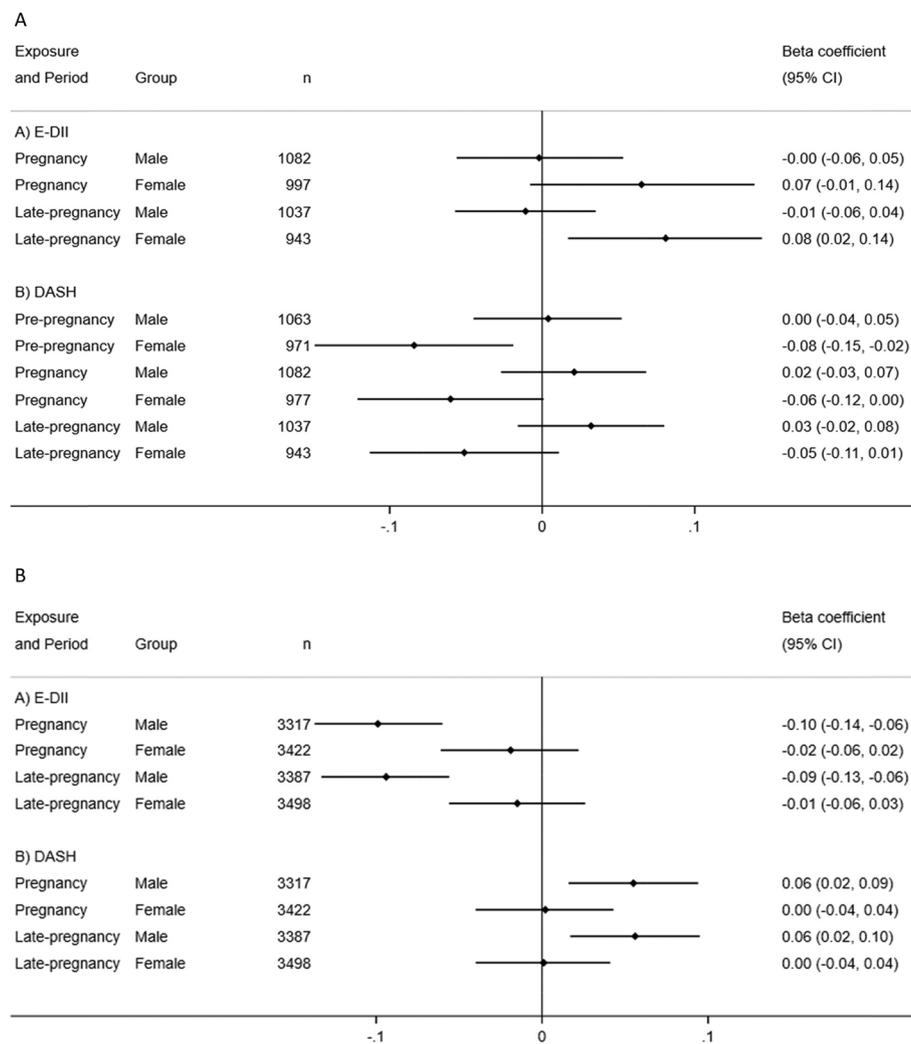 A
Exposure Beta coefficient
and Period Group n (95% CI)
A) E-DII
Pregnancy Male 1082 -0.00 (-0.06, 0.05)
Pregnancy Female 997 0.07 (-0.01, 0.14)
Late-pregnancy Male 1037 -0.01 (-0.06, 0.04)
Late-pregnancy Female 943 0.08 (0.02, 0.14)
B) DASH
Pre-pregnancy Male 1063 0.00 (-0.04, 0.05)
Pre-pregnancy Female 971 -0.08 (-0.15, -0.02)
Pregnancy Male 1082 0.02 (-0.03, 0.07)
Pregnancy Female 977 -0.06 (-0.12, 0.00)
Late-pregnancy Male 1037 0.03 (-0.02, 0.08)
Late-pregnancy Female 943 -0.05 (-0.11, 0.01)
-.1 0 .1
B
Exposure Beta coefficient
and Period Group n (95% CI)
A) E-DII
Pregnancy Male 3317 -0.10 (-0.14, -0.06)
Pregnancy Female 3422 -0.02 (-0.06, 0.02)
Late-pregnancy Male 3387 -0.09 (-0.13, -0.06)
Late-pregnancy Female 3498 -0.01 (-0.06, 0.03)
B) DASH
Pregnancy Male 3317 0.06 (0.02, 0.09)
Pregnancy Female 3422 0.00 (-0.04, 0.04)
Late-pregnancy Male 3387 0.06 (0.02, 0.10)
Late-pregnancy Female 3498 0.00 (-0.04, 0.04)
-.1 0 .1